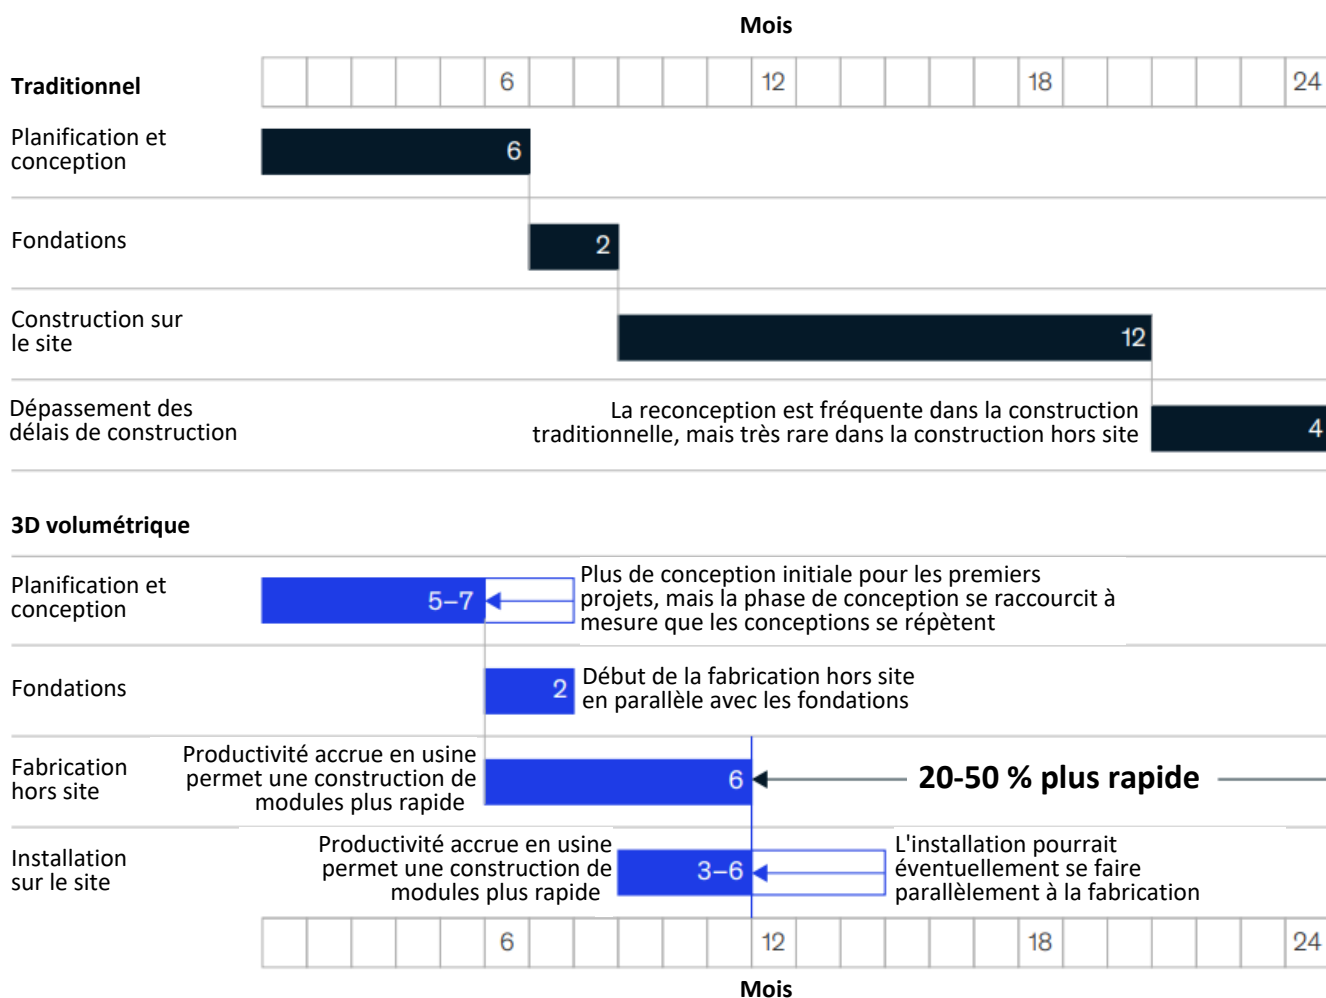 Mois
Traditionnel
6 12 18 24
Planification et
conception
6
Fondations
2
Construction sur
le site
12
Dépassement des
délais de construction
La reconception est fréquente dans la construction
traditionnelle, mais très rare dans la construction hors site
4
3D volumétrique
Planification et
conception
5–7
Plus de conception initiale pour les premiers
projets, mais la phase de conception se raccourcit à
mesure que les conceptions se répètent
Fondations
2
Début de la fabrication hors site
en parallèle avec les fondations
Fabrication
hors site
Productivité accrue en usine
permet une construction de
modules plus rapide
6
20-50 % plus rapide
Installation
sur le site
Productivité accrue en usine
permet une construction de
modules plus rapide
3–6
L'installation pourrait
éventuellement se faire
parallèlement à la fabrication
6 12 18 24
Mois